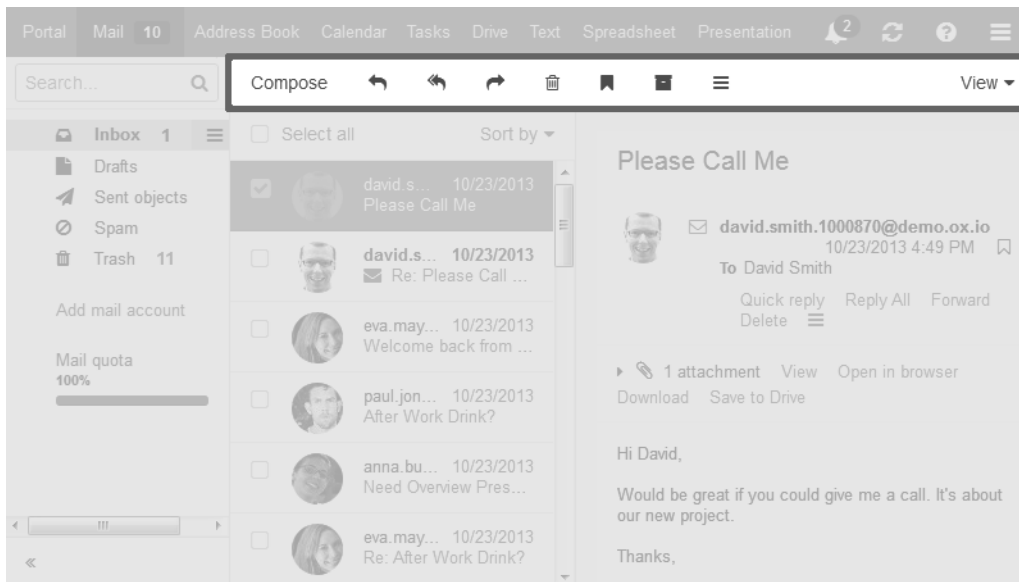 Portal Mail 10 Address Book Calendar Tasks Drive Text Spreadsheet Presentation 2
Search...
Compose View
Inbox 1
Drafts
Sent objects
Spam
Trash 11
Add mail account
Mail quota
100%
Select all Sort by
david.s... 10/23/2013
Please Call Me
david.s... 10/23/2013
Re: Please Call ...
eva.may... 10/23/2013
Welcome back from ...
paul.jon... 10/23/2013
After Work Drink?
anna.bu... 10/23/2013
Need Overview Pres...
eva.may... 10/23/2013
Re: After Work Drink?
Please Call Me
david.smith.1000870@demo.ox.io
10/23/2013 4:49 PM
To David Smith
Quick reply Reply All Forward
Delete
1 attachment View Open in browser
Download Save to Drive
Hi David,
Would be great if you could give me a call. It's about
our new project.
Thanks,